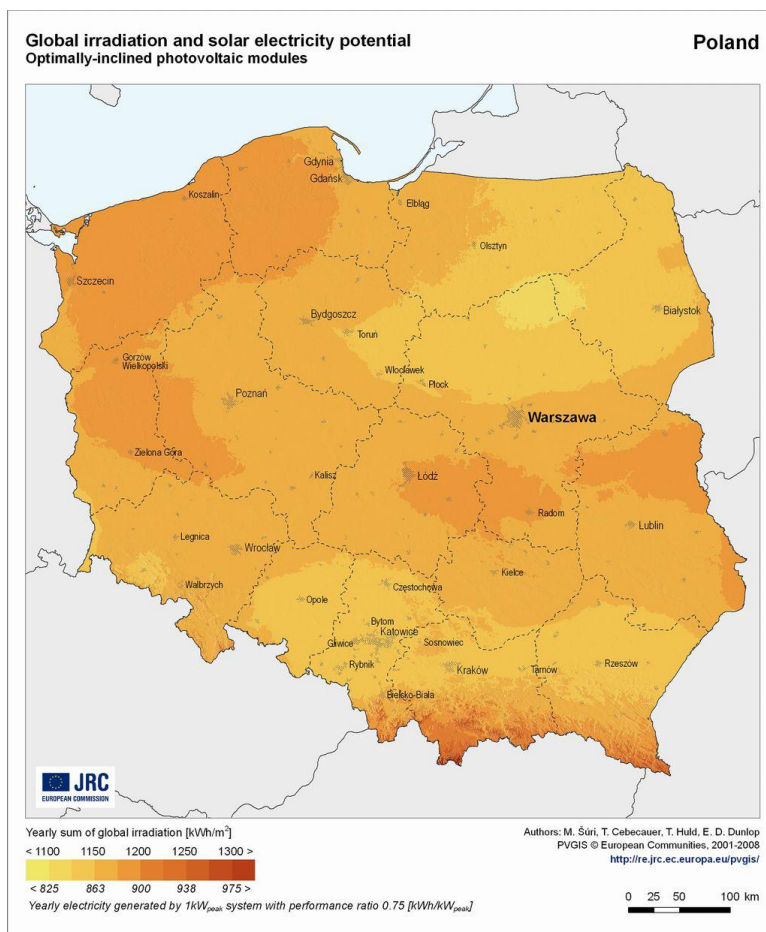 Global irradiation and solar electricity potential
Optimally-inclined photovoltaic modules
Poland
Gdynia
Gdańsk
Koszalin
Elbląg
Olsztyn
Szczecin
Białystok
Bydgoszcz
Toruń
Gorzów
Wielkopolski
Włocławek
Płock
Poznań
Warszawa
Zielona Góra
Kalisz
Łódź
Radom
Lublin
Legnica
Wrocław
Kielce
Wałbrzych
Częstochowa
Opole
Bytom
Katowice
Gliwice
Sosnowiec
Rybnik
Kraków
Tarnów
Rzeszów
Bielsko-Biała
JRC
EUROPEAN COMMISSION
Yearly sum of global irradiation [kWh/m²]
< 1100 1150 1200 1250 1300 >
< 825 863 900 938 975 >
Yearly electricity generated by 1kWpeak system with performance ratio 0.75 [kWh/kWpeak]
Authors: M. Šúri, T. Cebecauer, T. Huld, E. D. Dunlop
PVGIS © European Communities, 2001-2008
http://re.jrc.ec.europa.eu/pvgis/
0 25 50 100 km